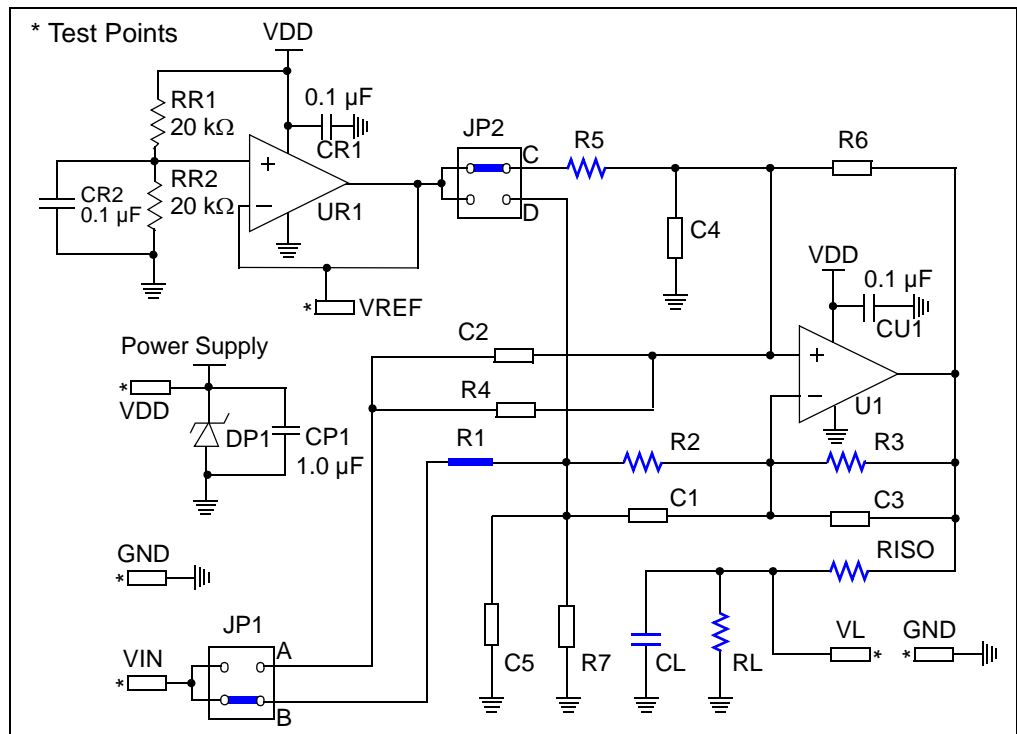 * Test Points
VDD
RR1
20 kΩ
0.1 µF
CR1
JP2
C
D
R5
R6
RR2
20 kΩ
CR2
0.1 µF
+
−
UR1
C4
VDD
0.1 µF
CU1
* VREF
C2
R4
+
−
U1
Power Supply
*
VDD
DP1
CP1
1.0 µF
R1
R2
R3
C1
C3
GND
*
RISO
JP1
A
B
VIN
*
C5
R7
CL
RL
VL
*
GND
*